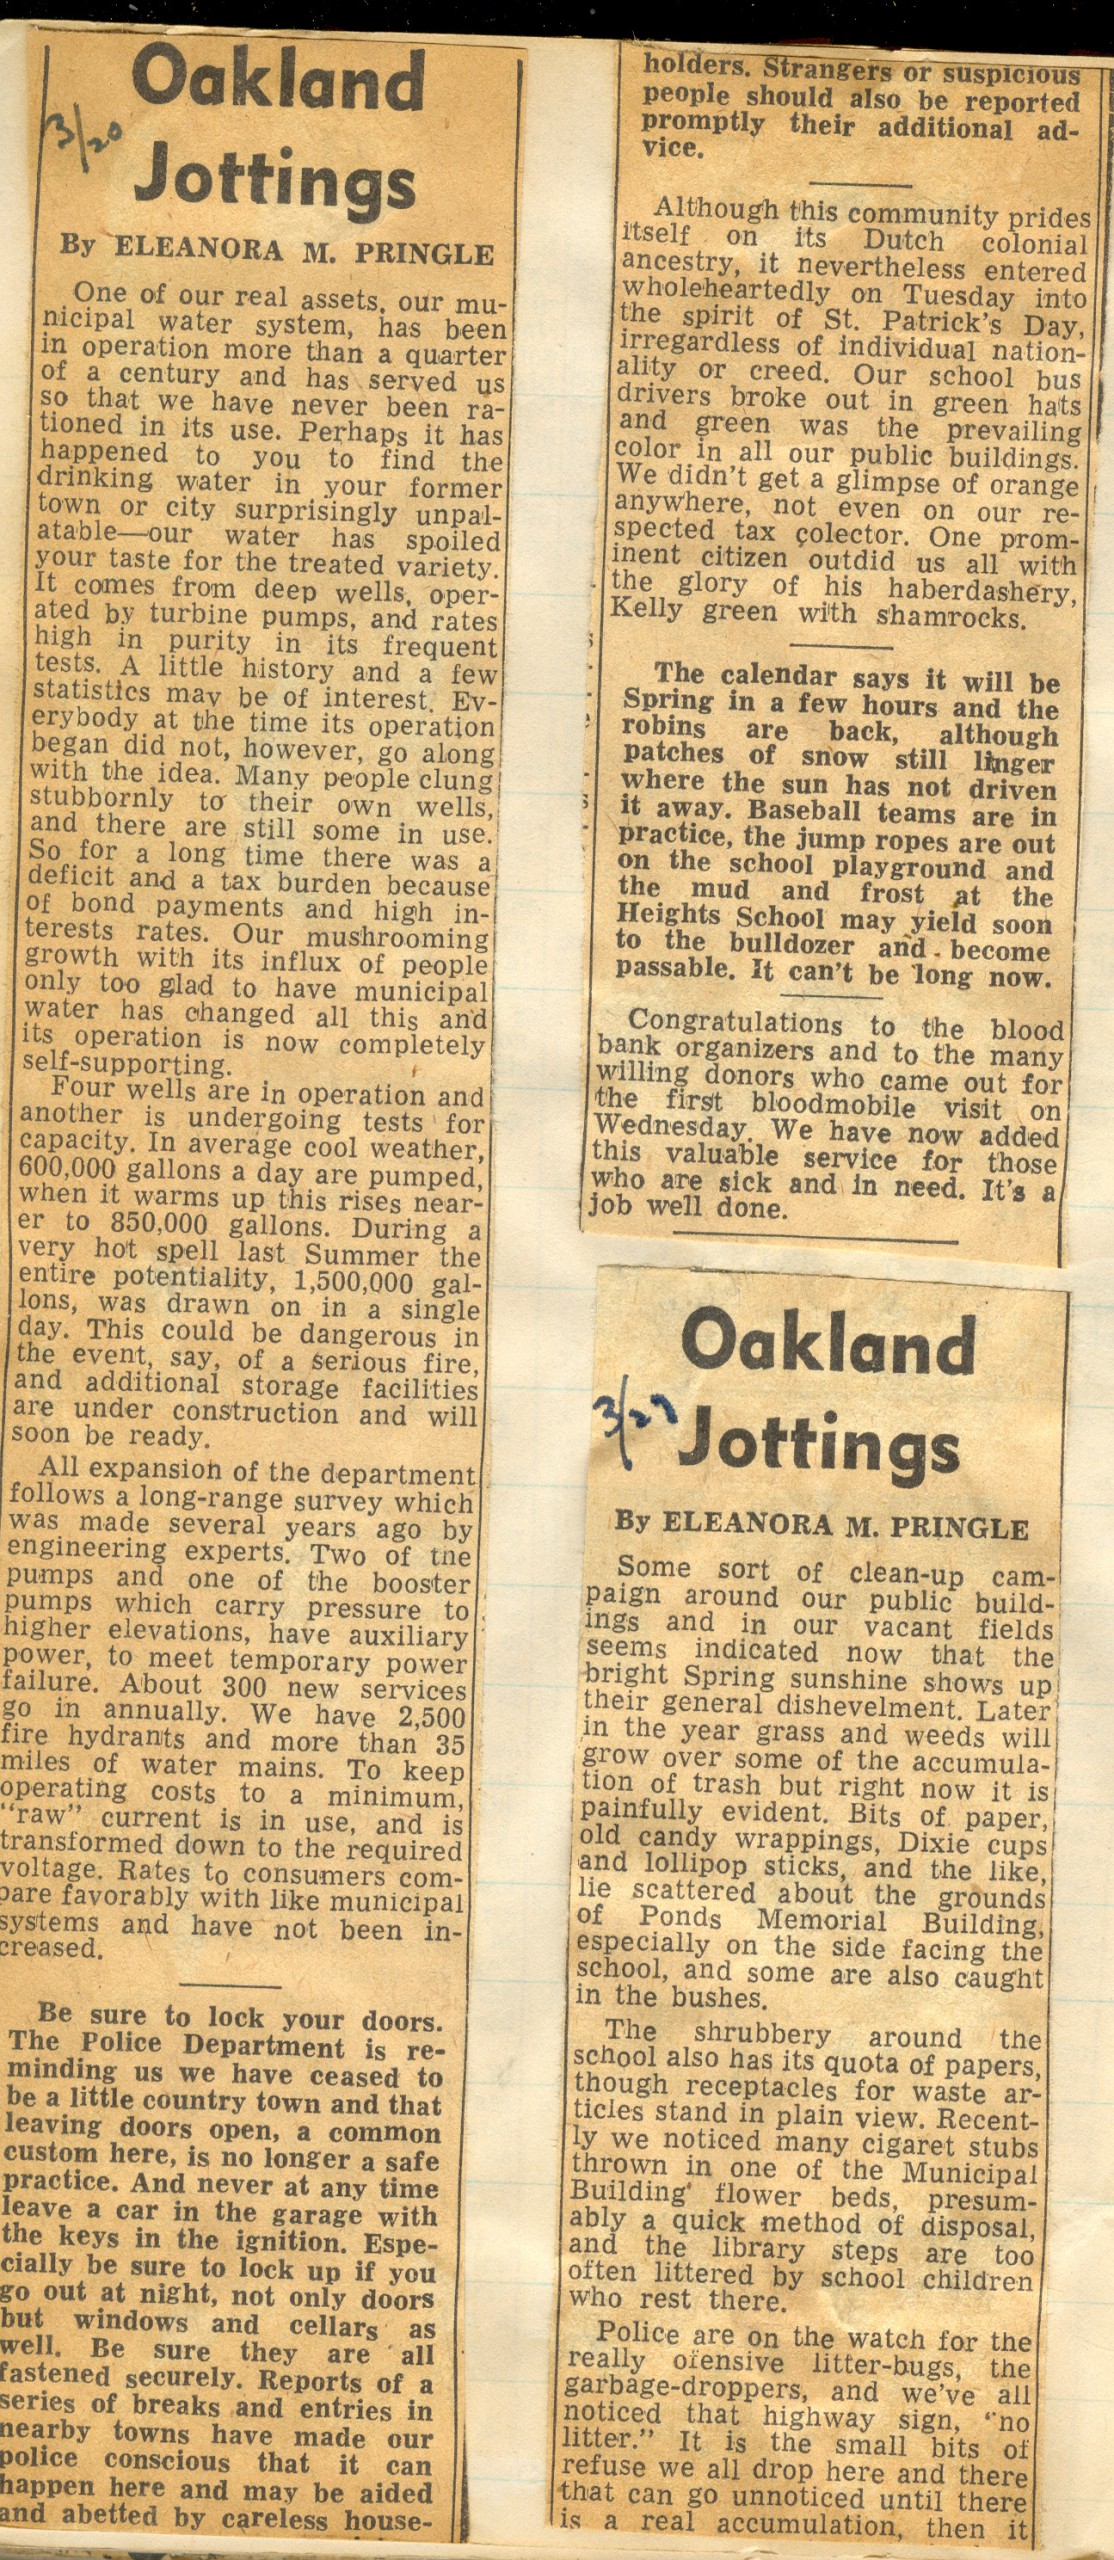 Oakland
Jottings
3/20
By ELEANORA M. PRINGLE
One of our real assets, our mu-
nicipal water system, has been
in operation more than a quarter
of a century and has served us
so that we have never been ra-
tioned in its use. Perhaps it has
happened to you to find the
drinking water in your former
town or city surprisingly unpal-
atable—our water has spoiled
your taste for the treated variety.
It comes from deep wells, oper-
ated by turbine pumps, and rates
high in purity in its frequent
tests. A little history and a few
statistics may be of interest. Ev-
erybody at the time its operation
began did not, however, go along
with the idea. Many people clung
stubbornly to their own wells,
and there are still some in use.
So for a long time there was a
deficit and a tax burden because
of bond payments and high in-
terests rates. Our mushrooming
growth with its influx of people
only too glad to have municipal
water has changed all this and
its operation is now completely
self-supporting.
Four wells are in operation and
another is undergoing tests for
capacity. In average cool weather,
600,000 gallons a day are pumped,
when it warms up this rises near-
er to 850,000 gallons. During a
very hot spell last Summer the
entire potentiality, 1,500,000 gal-
lons, was drawn on in a single
day. This could be dangerous in
the event, say, of a serious fire,
and additional storage facilities
are under construction and will
soon be ready.
All expansion of the department
follows a long-range survey which
was made several years ago by
engineering experts. Two of tne
pumps and one of the booster
pumps which carry pressure to
higher elevations, have auxiliary
power, to meet temporary power
failure. About 300 new services
go in annually. We have 2,500
fire hydrants and more than 35
miles of water mains. To keep
operating costs to a minimum,
"raw" current is in use, and is
transformed down to the required
voltage. Rates to consumers com-
pare favorably with like municipal
systems and have not been in-
creased.
Be sure to lock your doors.
The Police Department is re-
minding us we have ceased to
be a little country town and that
leaving doors open, a common
custom here, is no longer a safe
practice. And never at any time
leave a car in the garage with
the keys in the ignition. Espe-
cially be sure to lock up if you
go out at night, not only doors
but windows and cellars as
well. Be sure they are all
fastened securely. Reports of a
series of breaks and entries in
nearby towns have made our
police conscious that it can
happen here and may be aided
and abetted by careless house-
holders. Strangers or suspicious
people should also be reported
promptly their additional ad-
vice.
Although this community prides
itself on its Dutch colonial
ancestry, it nevertheless entered
wholeheartedly on Tuesday into
the spirit of St. Patrick's Day,
irregardless of individual nation-
ality or creed. Our school bus
drivers broke out in green hats
and green was the prevailing
color in all our public buildings.
We didn't get a glimpse of orange
anywhere, not even on our re-
spected tax colector. One prom-
inent citizen outdid us all with
the glory of his haberdashery,
Kelly green with shamrocks.
The calendar says it will be
Spring in a few hours and the
robins are back, although
patches of snow still linger
where the sun has not driven
it away. Baseball teams are in
practice, the jump ropes are out
on the school playground and
the mud and frost at the
Heights School may yield soon
to the bulldozer and become
passable. It can't be long now.
Congratulations to the blood
bank organizers and to the many
willing donors who came out for
the first bloodmobile visit on
Wednesday. We have now added
this valuable service for those
who are sick and in need. It's a
job well done.
Oakland
Jottings
3/27
By ELEANORA M. PRINGLE
Some sort of clean-up cam-
paign around our public build-
ings and in our vacant fields
seems indicated now that the
bright Spring sunshine shows up
their general dishevelment. Later
in the year grass and weeds will
grow over some of the accumula-
tion of trash but right now it is
painfully evident. Bits of paper,
old candy wrappings, Dixie cups
and lollipop sticks, and the like,
lie scattered about the grounds
of Ponds Memorial Building,
especially on the side facing the
school, and some are also caught
in the bushes.
The shrubbery around the
school also has its quota of papers,
though receptacles for waste ar-
ticles stand in plain view. Recent-
ly we noticed many cigaret stubs
thrown in one of the Municipal
Building flower beds, presum-
ably a quick method of disposal,
and the library steps are too
often littered by school children
who rest there.
Police are on the watch for the
really ofensive litter-bugs, the
garbage-droppers, and we've all
noticed that highway sign, "no
litter." It is the small bits of
refuse we all drop here and there
that can go unnoticed until there
is a real accumulation, then it